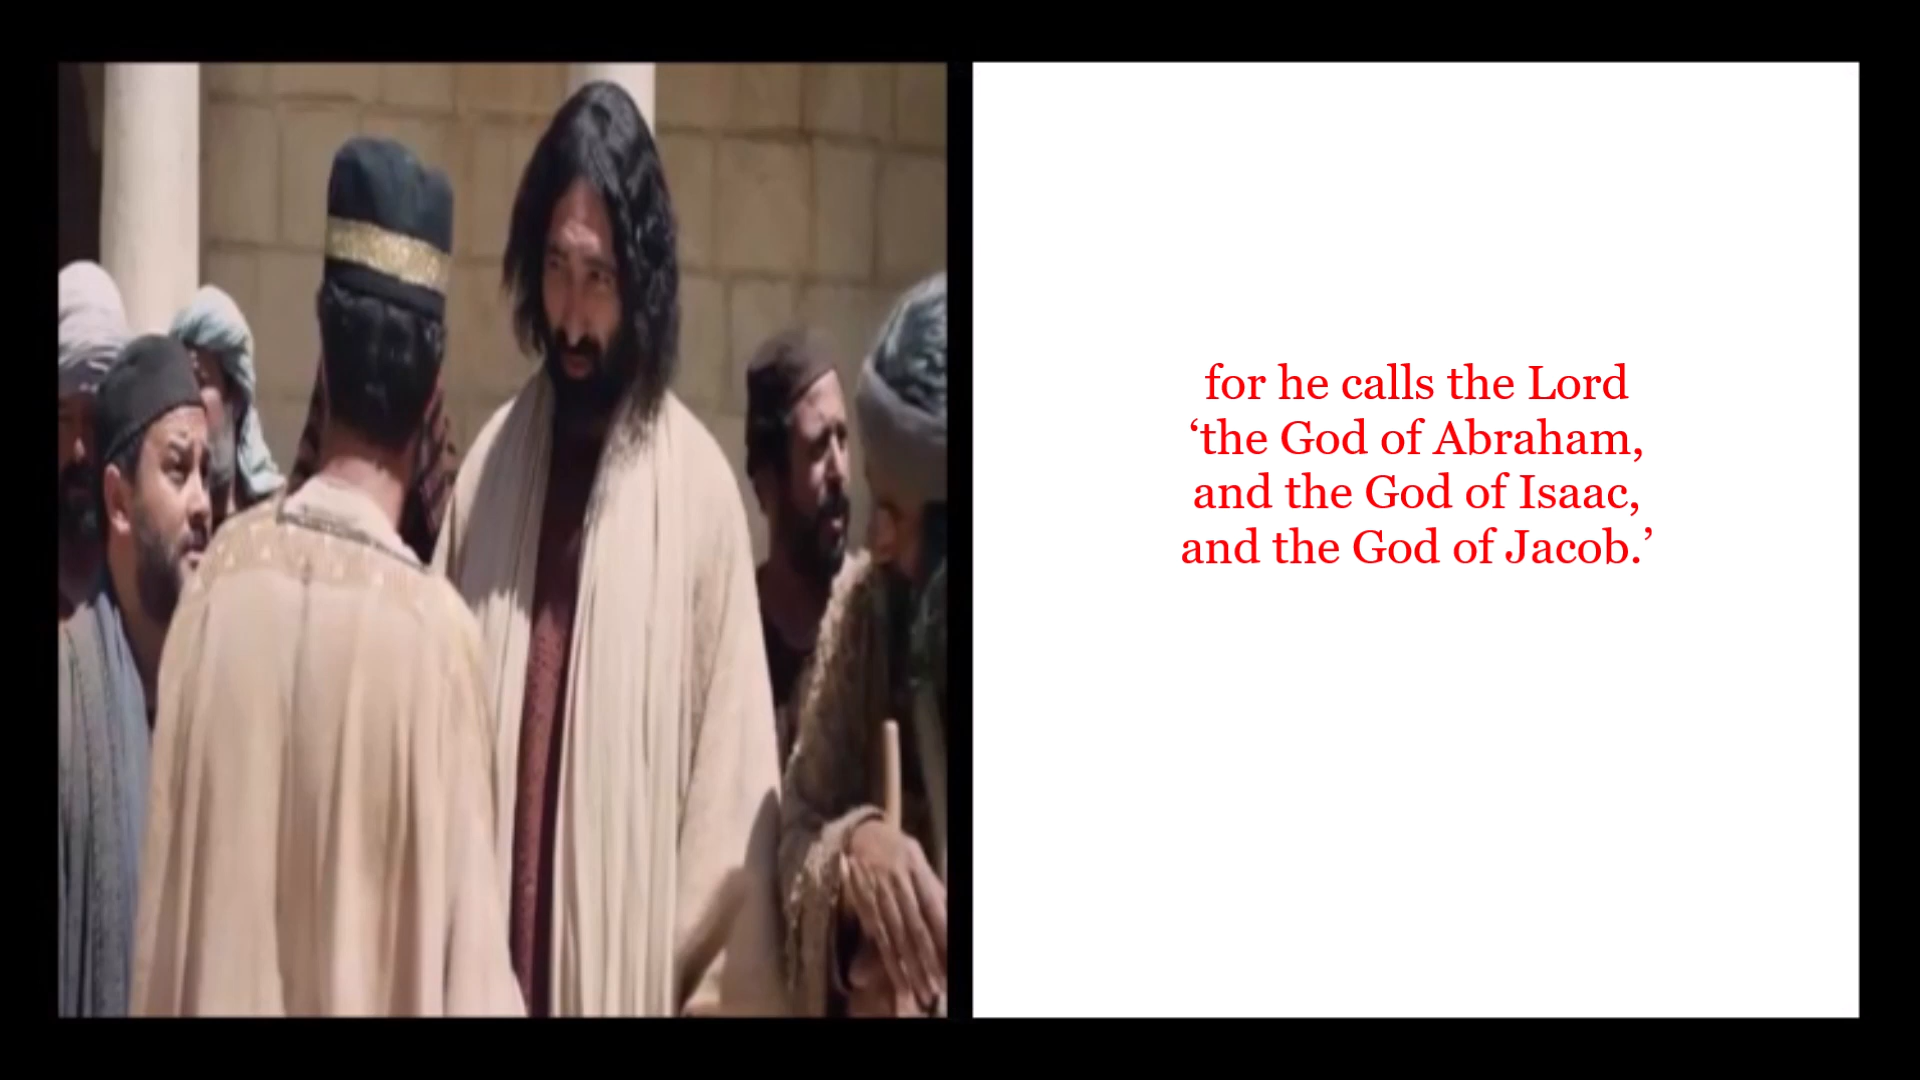 for he calls the Lord
‘the God of Abraham,
and the God of Isaac,
and the God of Jacob.’